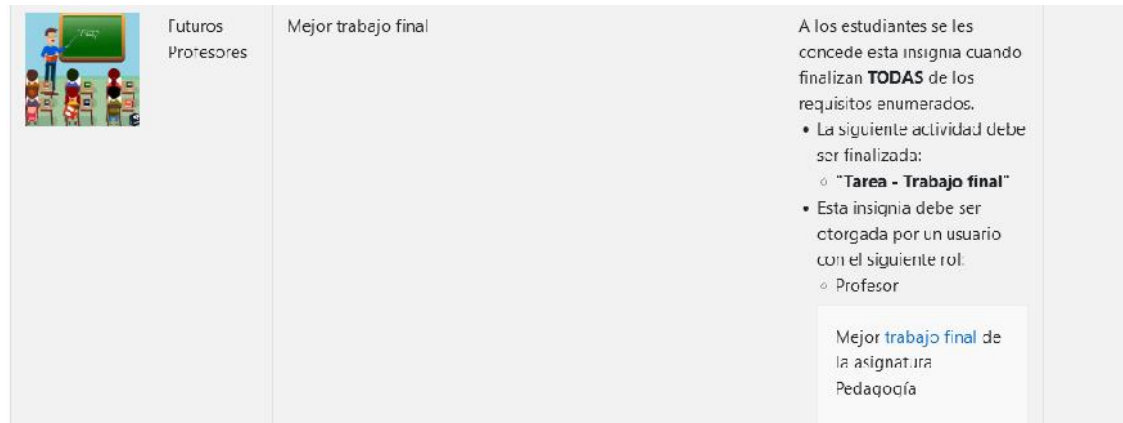 Futuros
Profesores
Mejor trabajo final
A los estudiantes se les
concede esta insignia cuando
finalizan TODAS de los
requisitos enumerados.
• La siguiente actividad debe
ser finalizada:
◦ "Tarea - Trabajo final"
• Esta insignia debe ser
otorgada por un usuario
con el siguiente rol:
◦ Profesor
Mejor trabajo final de
la asignatura
Pedagogía